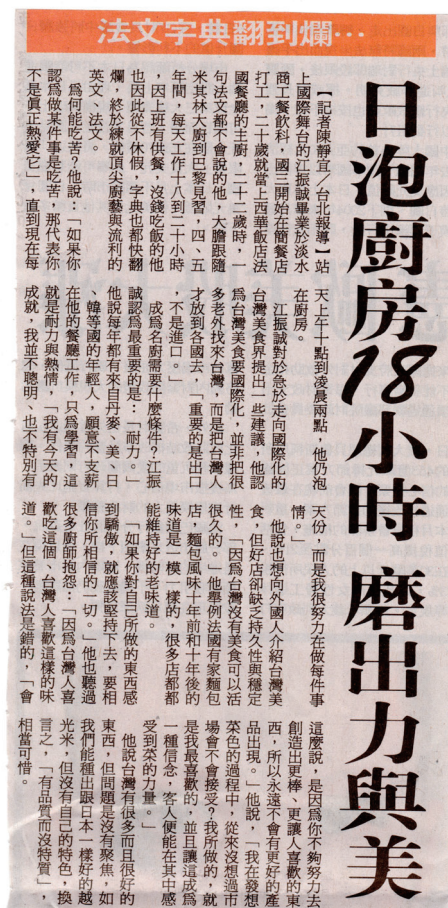 法文字典翻到爛…
日泡廚房18小時 磨出力與美
【記者陳靜宜╱台北報導】站
上國際舞台的江振誠畢業於淡水
商工餐飲科，國三開始在簡餐店
打工，二十歲就當上西華飯店法
國餐廳的主廚，二十二歲時，一
句法文都不會說的他，大膽跟隨
米其林大廚到巴黎見習，四、五
年間，每天工作十八到二十小時
，因上班有供餐，沒錢吃飯的他
也因此從不休假，字典也都快翻
爛，終於練就頂尖廚藝與流利的
英文、法文。
為何能吃苦？他說：「如果你
認為做某件事是吃苦，那代表你
不是真正熱愛它」，直到現在每
天上午十點到凌晨兩點，他仍泡
在廚房。
江振誠對於急於走向國際化的
台灣美食界提出一些建議，他認
為台灣美食要國際化，並非把很
多老外找來台灣，而是把台灣人
才放到各國去，「重要的是出口
，不是進口。」
成為名廚需要什麼條件？江振
誠認為最重要的是：「耐力。」
他說每年都有來自丹麥、美、日
、韓等國的年輕人，願意不支薪
在他的餐廳工作，只為學習，這
就是耐力與熱情，「我有今天的
成就，我並不聰明、也不特別有
天份，而是我很努力在做每件事
情。」
他說也想向外國人介紹台灣美
食，但好店卻缺乏持久性與穩定
性，「因為台灣沒有美食可以活
很久的。」他舉例法國有家麵包
店，麵包風味十年前和十年後的
味道是一模一樣的，很多店都都
能維持好的老味道。
「如果你對自己所做的東西感
到驕傲，就應該堅持下去，要相
信你所相信的一切。」他也聽過
很多廚師抱怨：「因為台灣人喜
歡吃這個、台灣人喜歡這樣的味
道。」但這種說法是錯的，「會
這麼說，是因為你不夠努力去
創造出更棒、更讓人喜歡的東
西，所以永遠不會有更好的產
品出現。」他說，「我在發想
菜色的過程中，從來沒想過市
場會不會接受？我所做的，就
是我最喜歡的，並且讓這成為
一種信念，客人便能在其中感
受到菜的力量。」
他說台灣有很多而且很好的
東西，但問題是沒有聚焦，如
我們能種出跟日本一樣好的越
光米，但沒有自己的特色，換
言之，「有品質而沒特質」，
相當可惜。